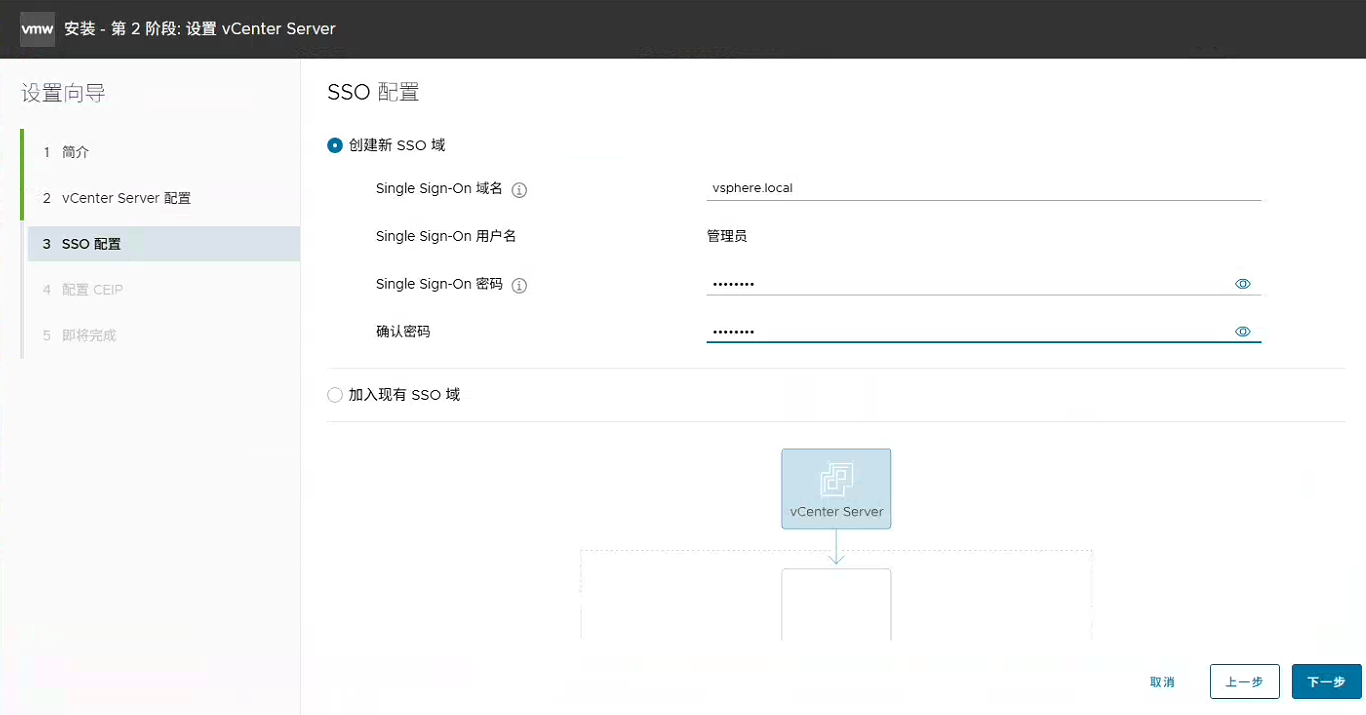 vmw 安装 - 第 2 阶段: 设置 vCenter Server
设置向导
1 简介
2 vCenter Server 配置
3 SSO 配置
4 配置 CEIP
5 即将完成
SSO 配置
创建新 SSO 域
Single Sign-On 域名 vsphere.local
Single Sign-On 用户名 管理员
Single Sign-On 密码 ••••••••
确认密码 ••••••••
加入现有 SSO 域
vCenter Server
取消 上一步 下一步